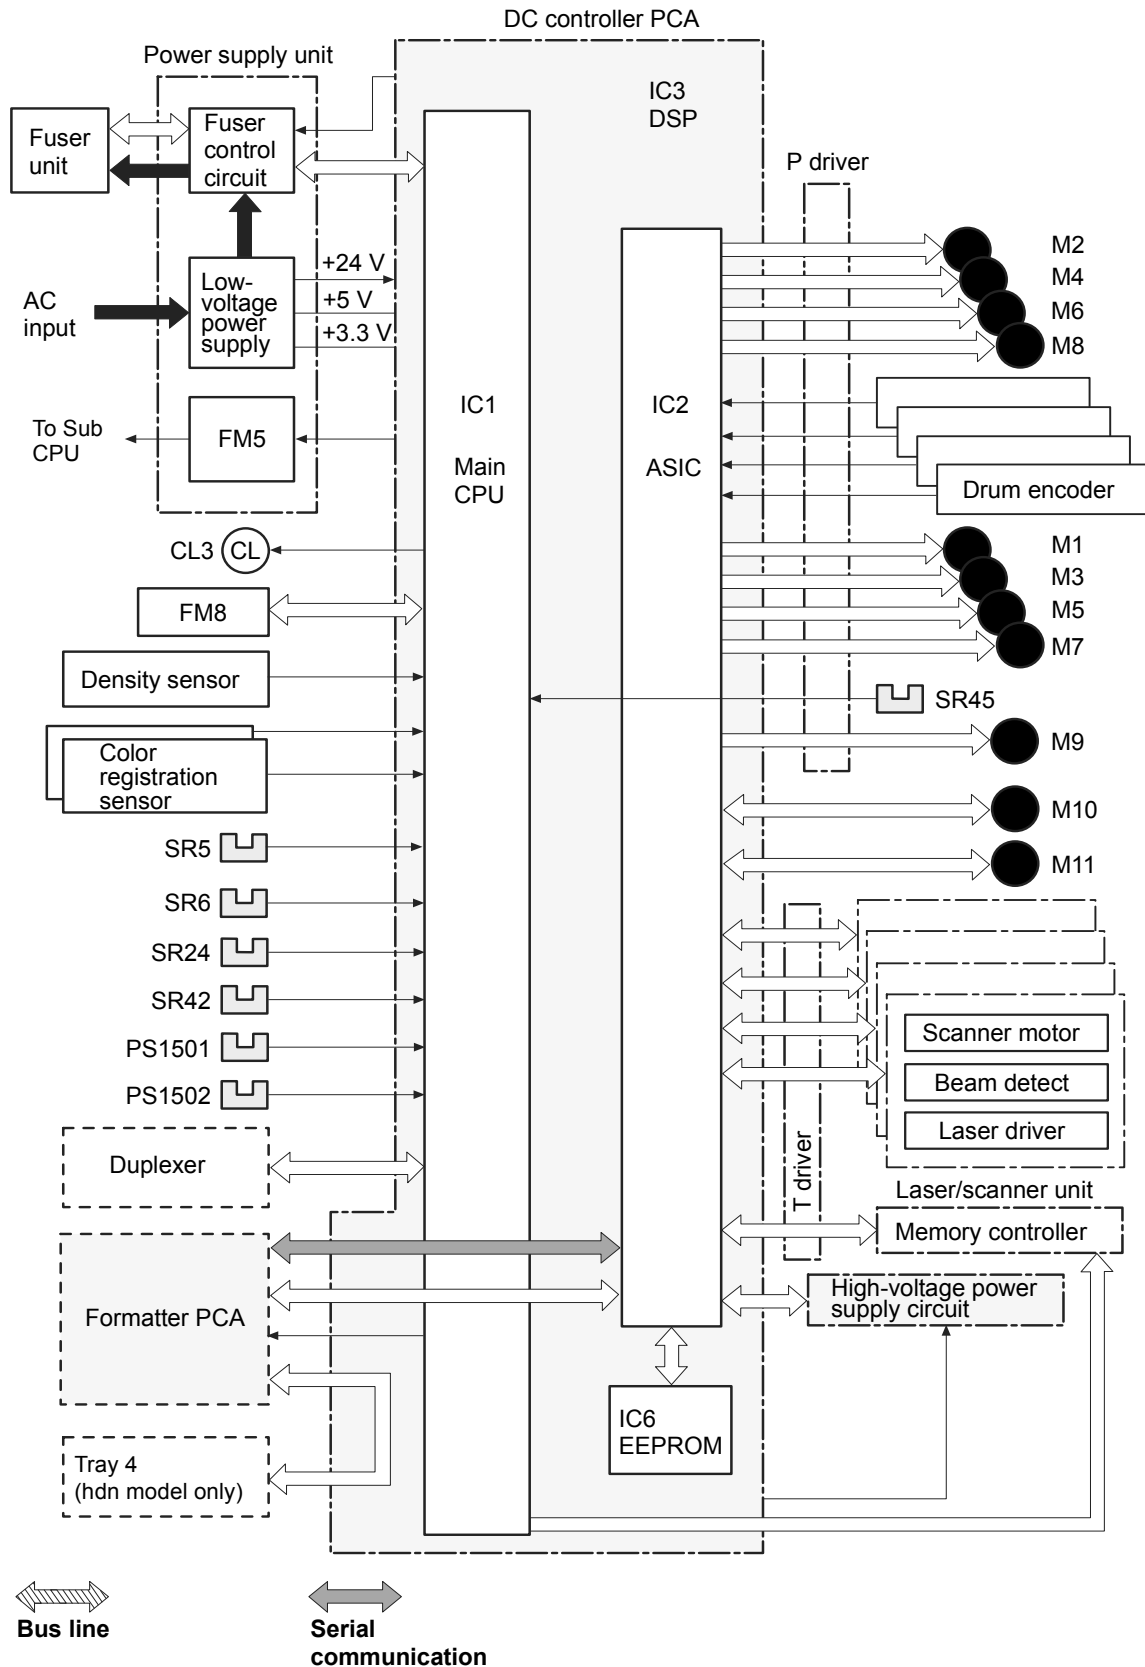 DC controller PCA
Power supply unit
IC3
DSP
Fuser
unit
Fuser
control
circuit
P driver
M2
M4
M6
M8
+24 V
+5 V
+3.3 V
AC
input
Low-
voltage
power
supply
IC1
Main
CPU
IC2
ASIC
To Sub
CPU
FM5
Drum encoder
CL3
CL
M1
M3
M5
M7
FM8
Density sensor
SR45
Color
registration
sensor
M9
M10
SR5
M11
SR6
SR24
SR42
PS1501
PS1502
Scanner motor
Beam detect
Laser driver
Duplexer
T driver
Laser/scanner unit
Memory controller
Formatter PCA
High-voltage power
supply circuit
IC6
EEPROM
Tray 4
(hdn model only)
Bus line
Serial
communication